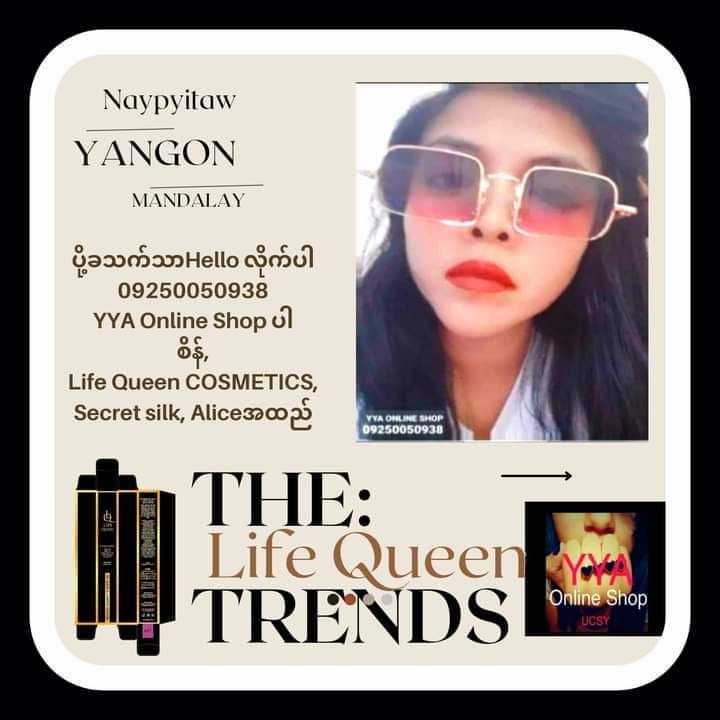 Naypyitaw
YANGON
MANDALAY
ပို့ခသက်သာHello လိုက်ပါ
09250050938
YYA Online Shop ပါ
စိန်,
Life Queen COSMETICS,
Secret silk, Aliceအထည်
YYA ONLINE SHOP
09250050938
THE:
Life Queen
TRENDS
YYA
Online Shop
UCSY